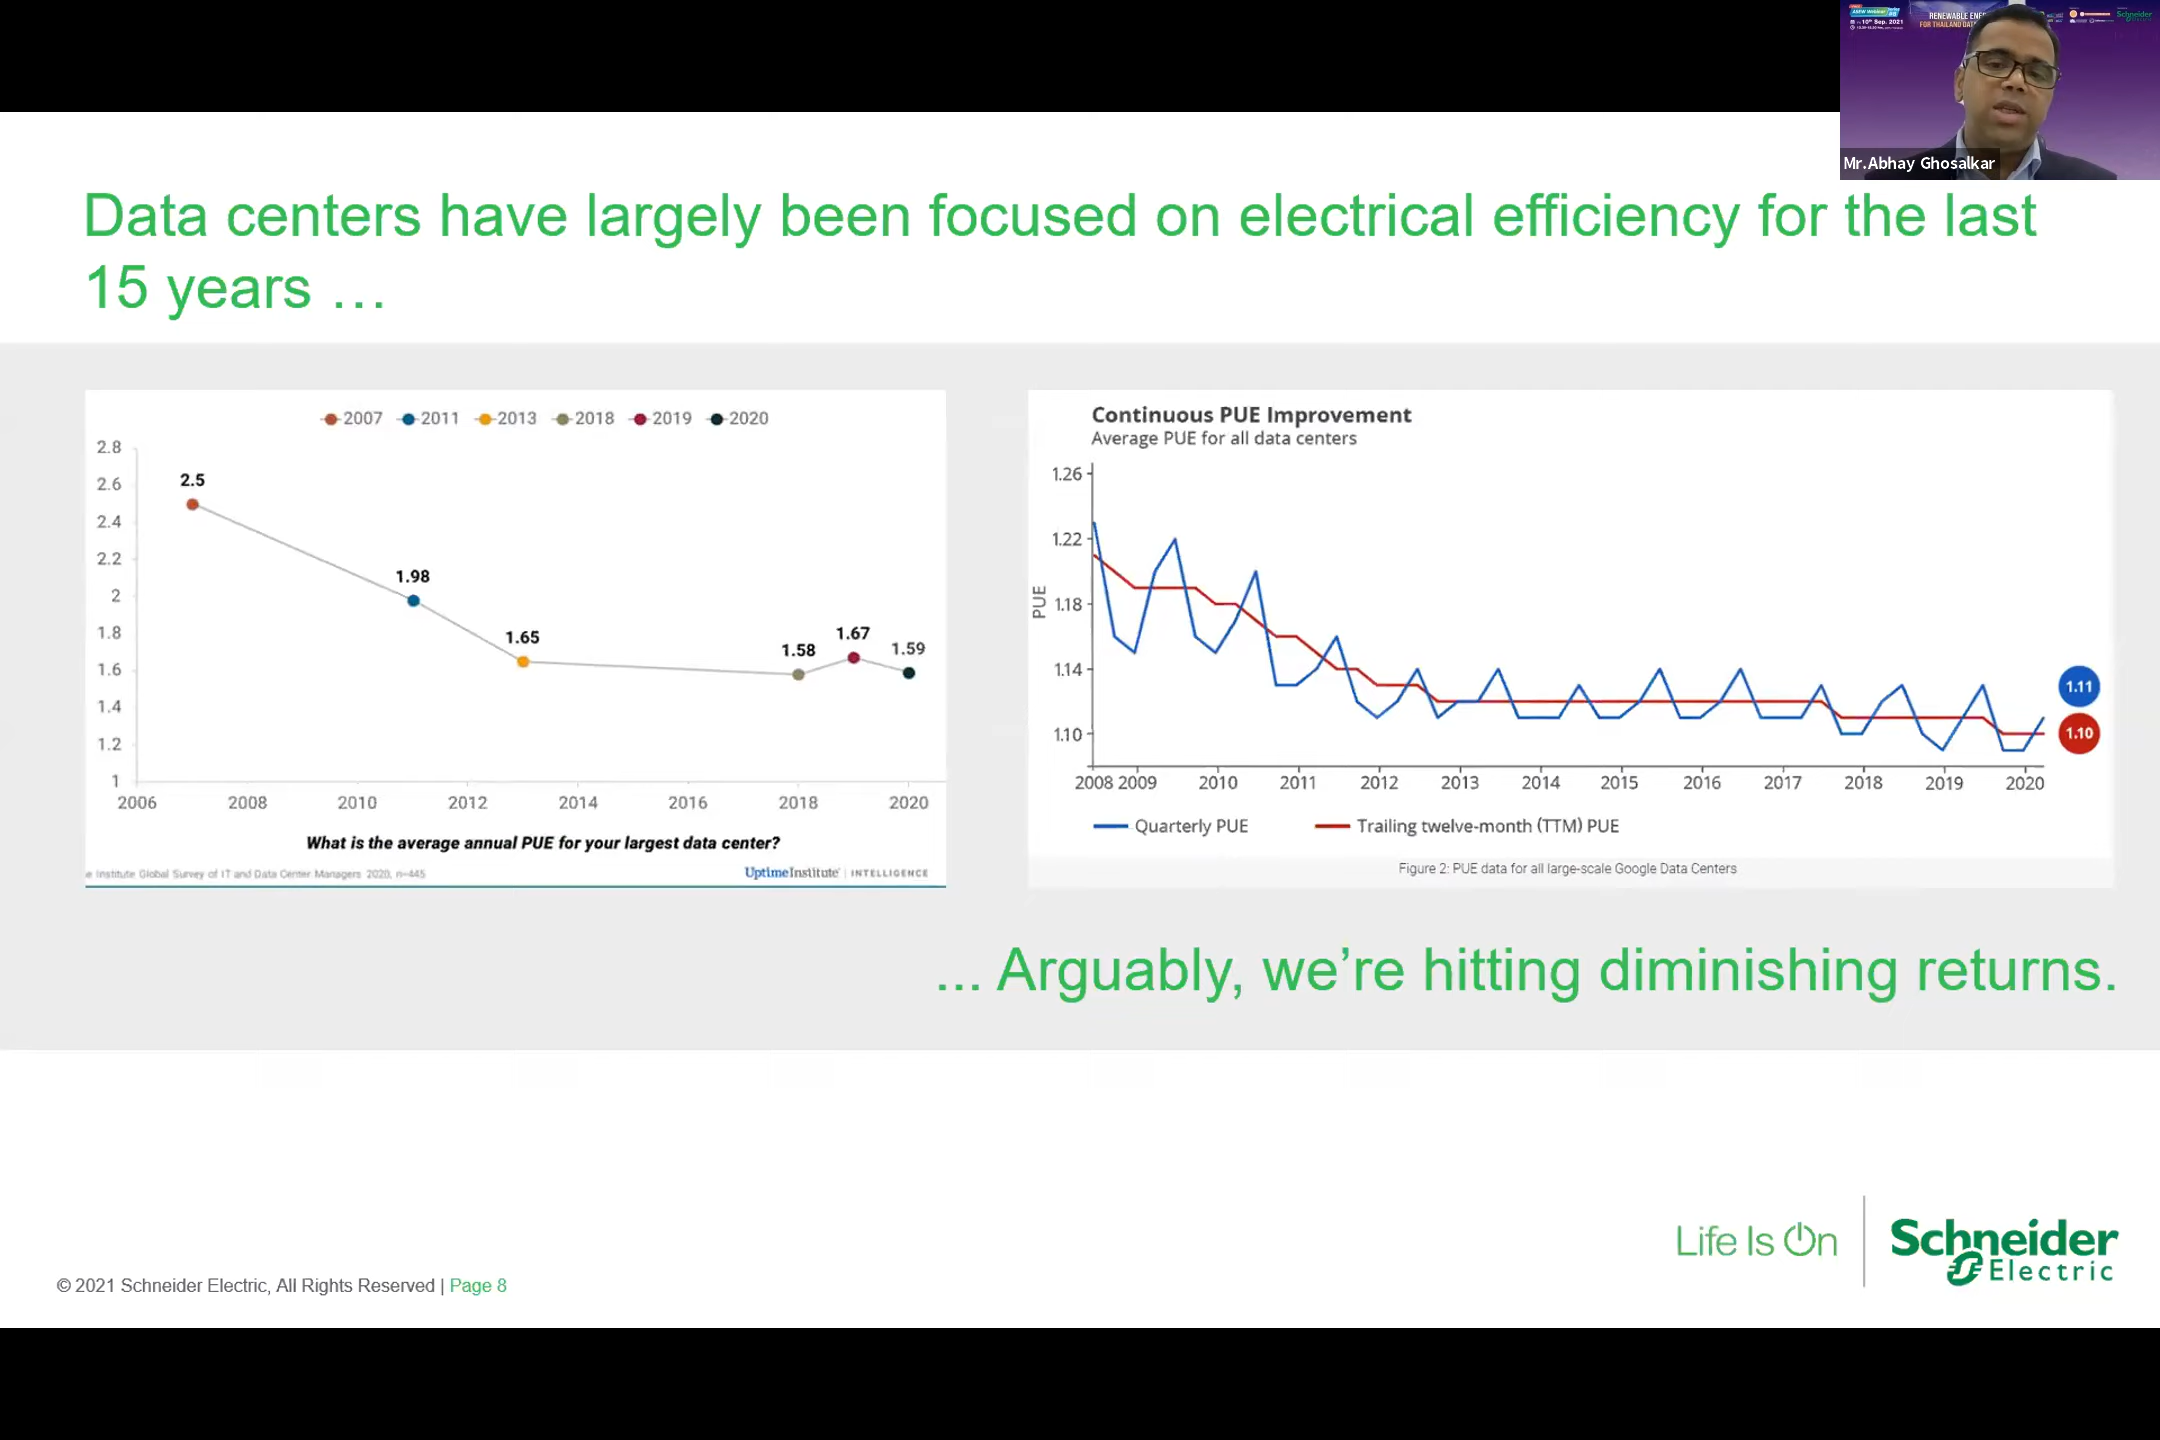 RENEWABLE ENE
10th Sep. 2021
Schneider
Mr.Abhay Ghosalkar
Data centers have largely been focused on electrical efficiency for the last
15 years …
2007 2011 2013 2018 2019 2020
2.8
2.6
2.4
2.2
2
1.8
1.6
1.4
1.2
1
2.5
1.98
1.65
1.58
1.67
1.59
2006 2008 2010 2012 2014 2016 2018 2020
What is the average annual PUE for your largest data center?
e Institute Global Survey of IT and Data Center Managers 2020, n=445
UptimeInstitute | INTELLIGENCE
Continuous PUE Improvement
Average PUE for all data centers
PUE
1.26
1.22
1.18
1.14
1.10
1.11
1.10
2008 2009 2010 2011 2012 2013 2014 2015 2016 2017 2018 2019 2020
Quarterly PUE Trailing twelve-month (TTM) PUE
Figure 2: PUE data for all large-scale Google Data Centers
... Arguably, we’re hitting diminishing returns.
Life Is On
Schneider
Electric
© 2021 Schneider Electric, All Rights Reserved | Page 8